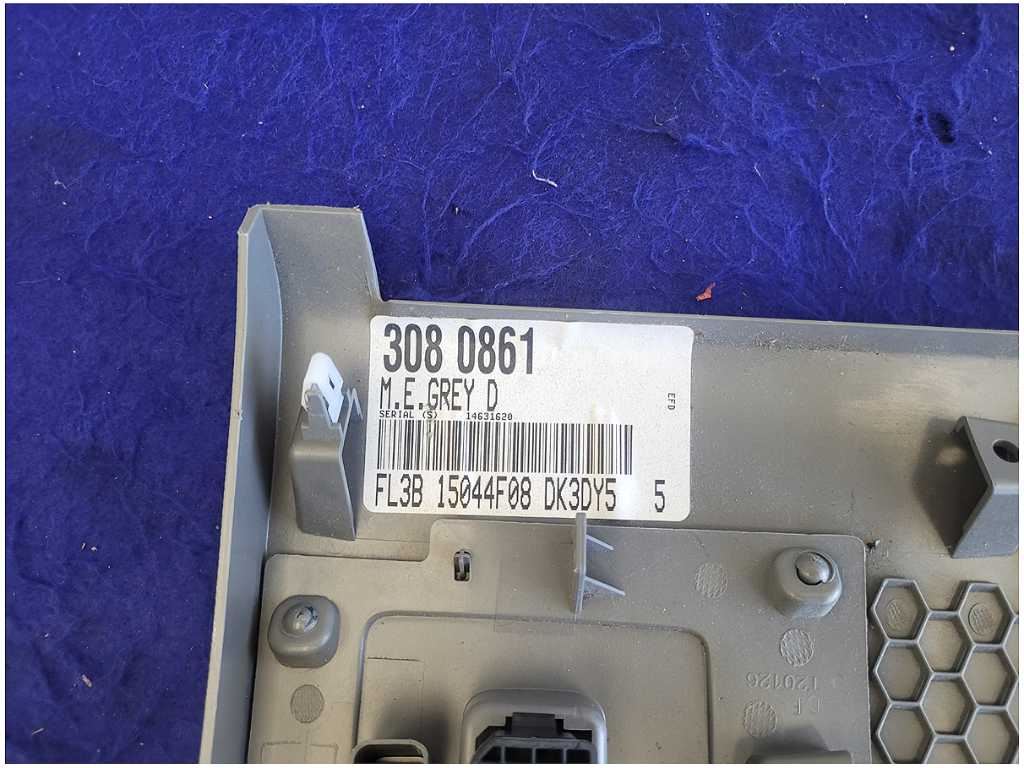 308 0861
M.E.GREY D
EFD
SERIAL (S) 14631620
FL3B 15044F08 DK3DY5 5
D F
120126